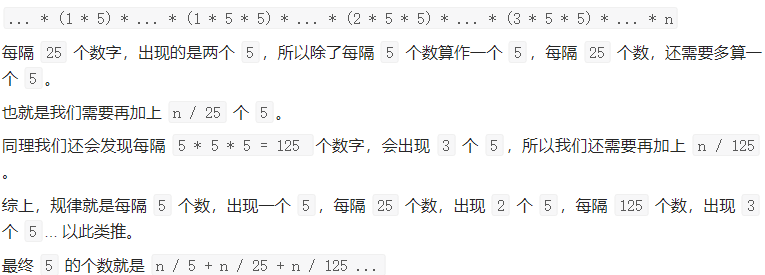 ... * (1 * 5) * ... * (1 * 5 * 5) * ... * (2 * 5 * 5) * ... * (3 * 5 * 5) * ... * n
每隔 25 个数字，出现的是两个 5 ，所以除了每隔 5 个数算作一个 5 ，每隔 25 个数，还需要多算一
个 5 。
也就是我们需要再加上 n / 25 个 5 。
同理我们还会发现每隔 5 * 5 * 5 = 125 个数字，会出现 3 个 5 ，所以我们还需要再加上 n / 125
。
综上，规律就是每隔 5 个数，出现一个 5 ，每隔 25 个数，出现 2 个 5 ，每隔 125 个数，出现 3
个 5 ... 以此类推。
最终 5 的个数就是 n / 5 + n / 25 + n / 125 ...